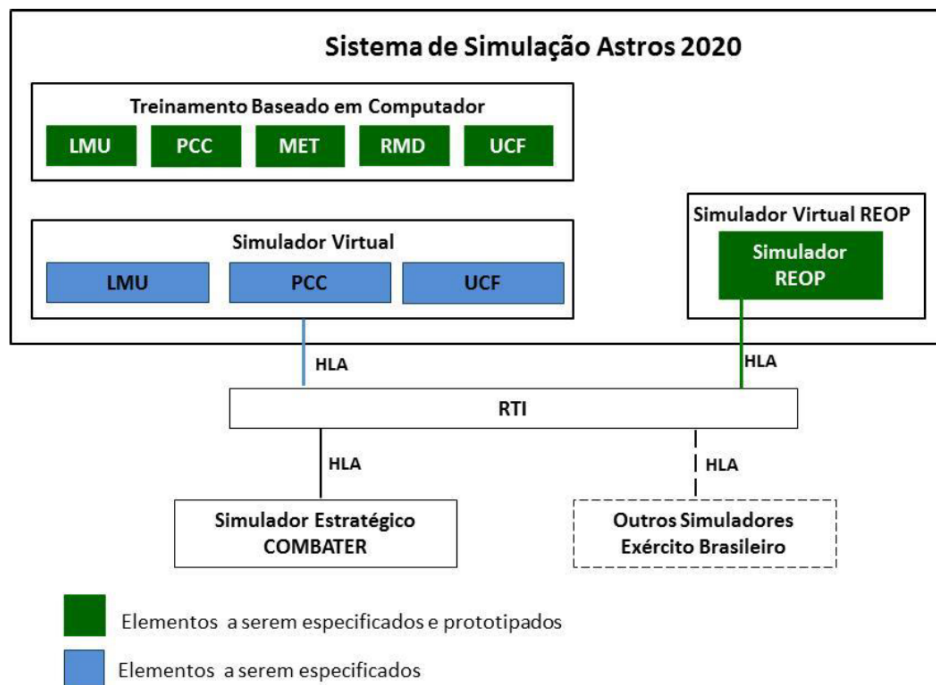 Sistema de Simulação Astros 2020
Treinamento Baseado em Computador
LMU PCC MET RMD UCF
Simulador Virtual REOP
Simulador
REOP
Simulador Virtual
LMU PCC UCF
HLA
HLA
RTI
HLA
HLA
Simulador Estratégico
COMBATER
Outros Simuladores
Exército Brasileiro
Elementos a serem especificados e prototipados
Elementos a serem especificados